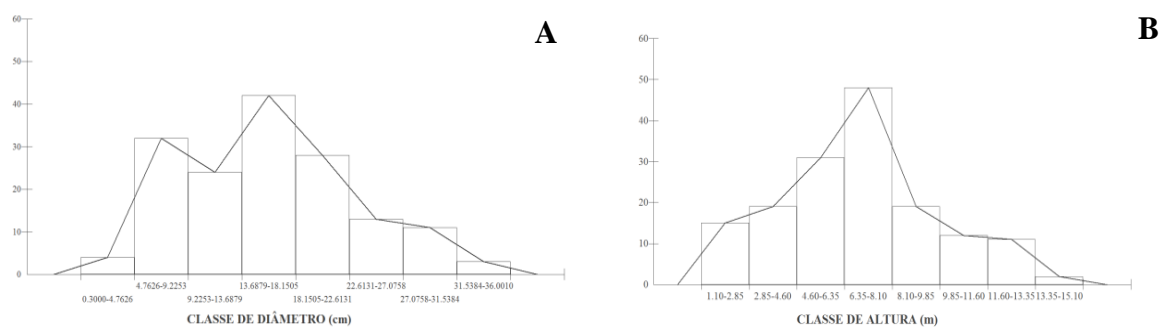 A
60
50
40
30
20
10
0
4.7626-9.2253 13.6879-18.1505 22.6131-27.0758 31.5384-36.0010
0.3000-4.7626 9.2253-13.6879 18.1505-22.6131 27.0758-31.5384
CLASSE DE DIÂMETRO (cm)
B
60
50
40
30
20
10
0
1.10-2.85 2.85-4.60 4.60-6.35 6.35-8.10 8.10-9.85 9.85-11.60 11.60-13.35 13.35-15.10
CLASSE DE ALTURA (m)